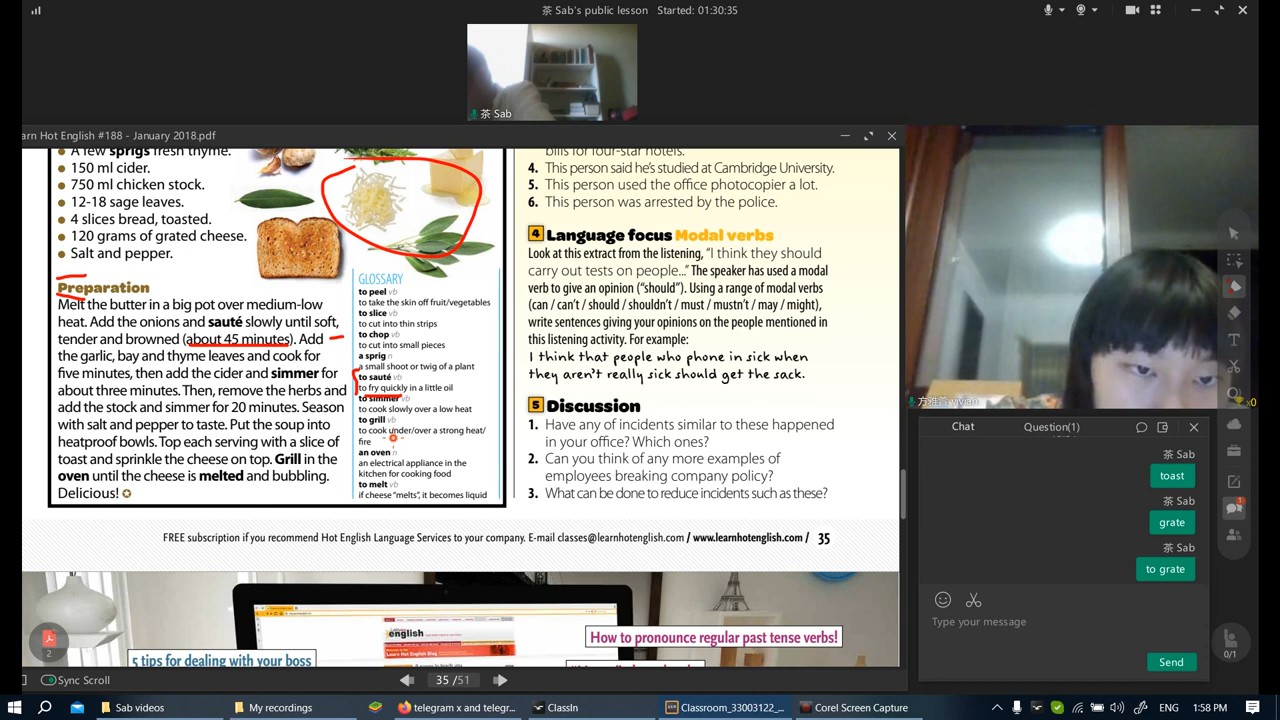 茶 Sab's public lesson Started: 01:30:35
茶 Sab
arn Hot English #188 - January 2018.pdf
A few sprigs fresh thyme.
150 ml cider.
750 ml chicken stock.
12-18 sage leaves.
4 slices bread, toasted.
120 grams of grated cheese.
Salt and pepper.
Preparation
Melt the butter in a big pot over medium-low
heat. Add the onions and sauté slowly until soft,
tender and browned (about 45 minutes). Add
the garlic, bay and thyme leaves and cook for
five minutes, then add the cider and simmer for
about three minutes. Then, remove the herbs and
add the stock and simmer for 20 minutes. Season
with salt and pepper to taste. Put the soup into
heatproof bowls. Top each serving with a slice of
toast and sprinkle the cheese on top. Grill in the
oven until the cheese is melted and bubbling.
Delicious!
GLOSSARY
to peel vb
to take the skin off fruit/vegetables
to slice vb
to cut into thin strips
to chop vb
to cut into small pieces
a sprig n
a small shoot or twig of a plant
to sauté vb
to fry quickly in a little oil
to simmer vb
to cook slowly over a low heat
to grill vb
to cook under/over a strong heat/
fire
an oven n
an electrical appliance in the
kitchen for cooking food
to melt vb
if cheese "melts", it becomes liquid
bills for four-star hotels.
4. This person said he's studied at Cambridge University.
5. This person used the office photocopier a lot.
6. This person was arrested by the police.
4 Language focus Modal verbs
Look at this extract from the listening, "I think they should
carry out tests on people..." The speaker has used a modal
verb to give an opinion ("should"). Using a range of modal verbs
(can / can't / should / shouldn't / must / mustn't / may / might),
write sentences giving your opinions on the people mentioned in
this listening activity. For example:
I think that people who phone in sick when
they aren't really sick should get the sack.
5 Discussion
1. Have any of incidents similar to these happened
in your office? Which ones?
2. Can you think of any more examples of
employees breaking company policy?
3. What can be done to reduce incidents such as these?
FREE subscription if you recommend Hot English Language Services to your company. E-mail classes@learnhotenglish.com / www.learnhotenglish.com / 35
english
5 tips for dealing with your boss
How to pronounce regular past tense verbs!
2
Sync Scroll
35 /51
vivian
x0
Chat
Question(1)
茶 Sab
toast
茶 Sab
grate
茶 Sab
to grate
Type your message
Send
1
0/1
Sab videos
My recordings
telegram x and telegr...
ClassIn
Classroom_33003122_...
Corel Screen Capture
1:58 PM